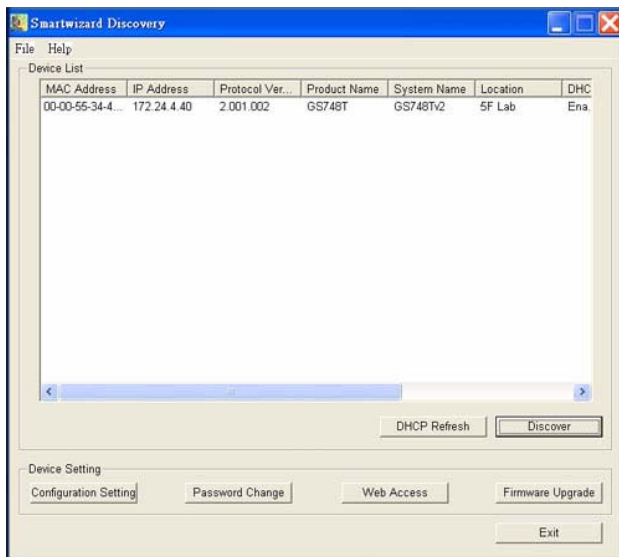 Smartwizard Discovery
File Help
Device List
MAC Address IP Address Protocol Ver... Product Name System Name Location DHC
00-00-55-34-4... 172.24.4.40 2.001.002 GS748T GS748Tv2 5F Lab Ena.
DHCP Refresh Discover
Device Setting
Configuration Setting Password Change Web Access Firmware Upgrade
Exit